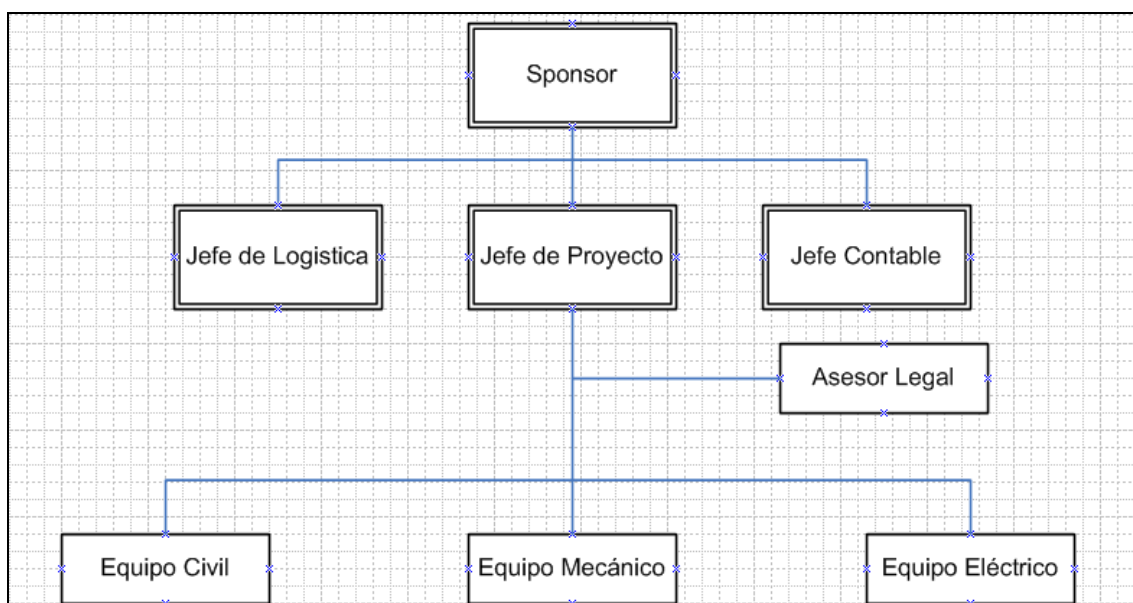 Sponsor
Jefe de Logistica
Jefe de Proyecto
Jefe Contable
Asesor Legal
Equipo Civil
Equipo Mecánico
Equipo Eléctrico